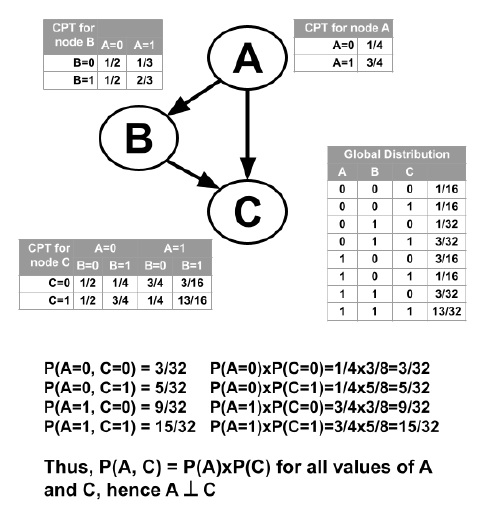 CPT for node B A=0 A=1
B=0 1/2 1/3
B=1 1/2 2/3
CPT for node A
A=0 1/4
A=1 3/4
A
B
C
Global Distribution
A B C
0 0 0 1/16
0 0 1 1/16
0 1 0 1/32
0 1 1 3/32
1 0 0 3/16
1 0 1 1/16
1 1 0 3/32
1 1 1 13/32
CPT for node C A=0 A=1
B=0 B=1 B=0 B=1
C=0 1/2 1/4 3/4 3/16
C=1 1/2 3/4 1/4 13/16
P(A=0, C=0) = 3/32 P(A=0)xP(C=0)=1/4x3/8=3/32
P(A=0, C=1) = 5/32 P(A=0)xP(C=1)=1/4x5/8=5/32
P(A=1, C=0) = 9/32 P(A=1)xP(C=0)=3/4x3/8=9/32
P(A=1, C=1) = 15/32 P(A=1)xP(C=1)=3/4x5/8=15/32
Thus, P(A, C) = P(A)xP(C) for all values of A
and C, hence A ⊥ C